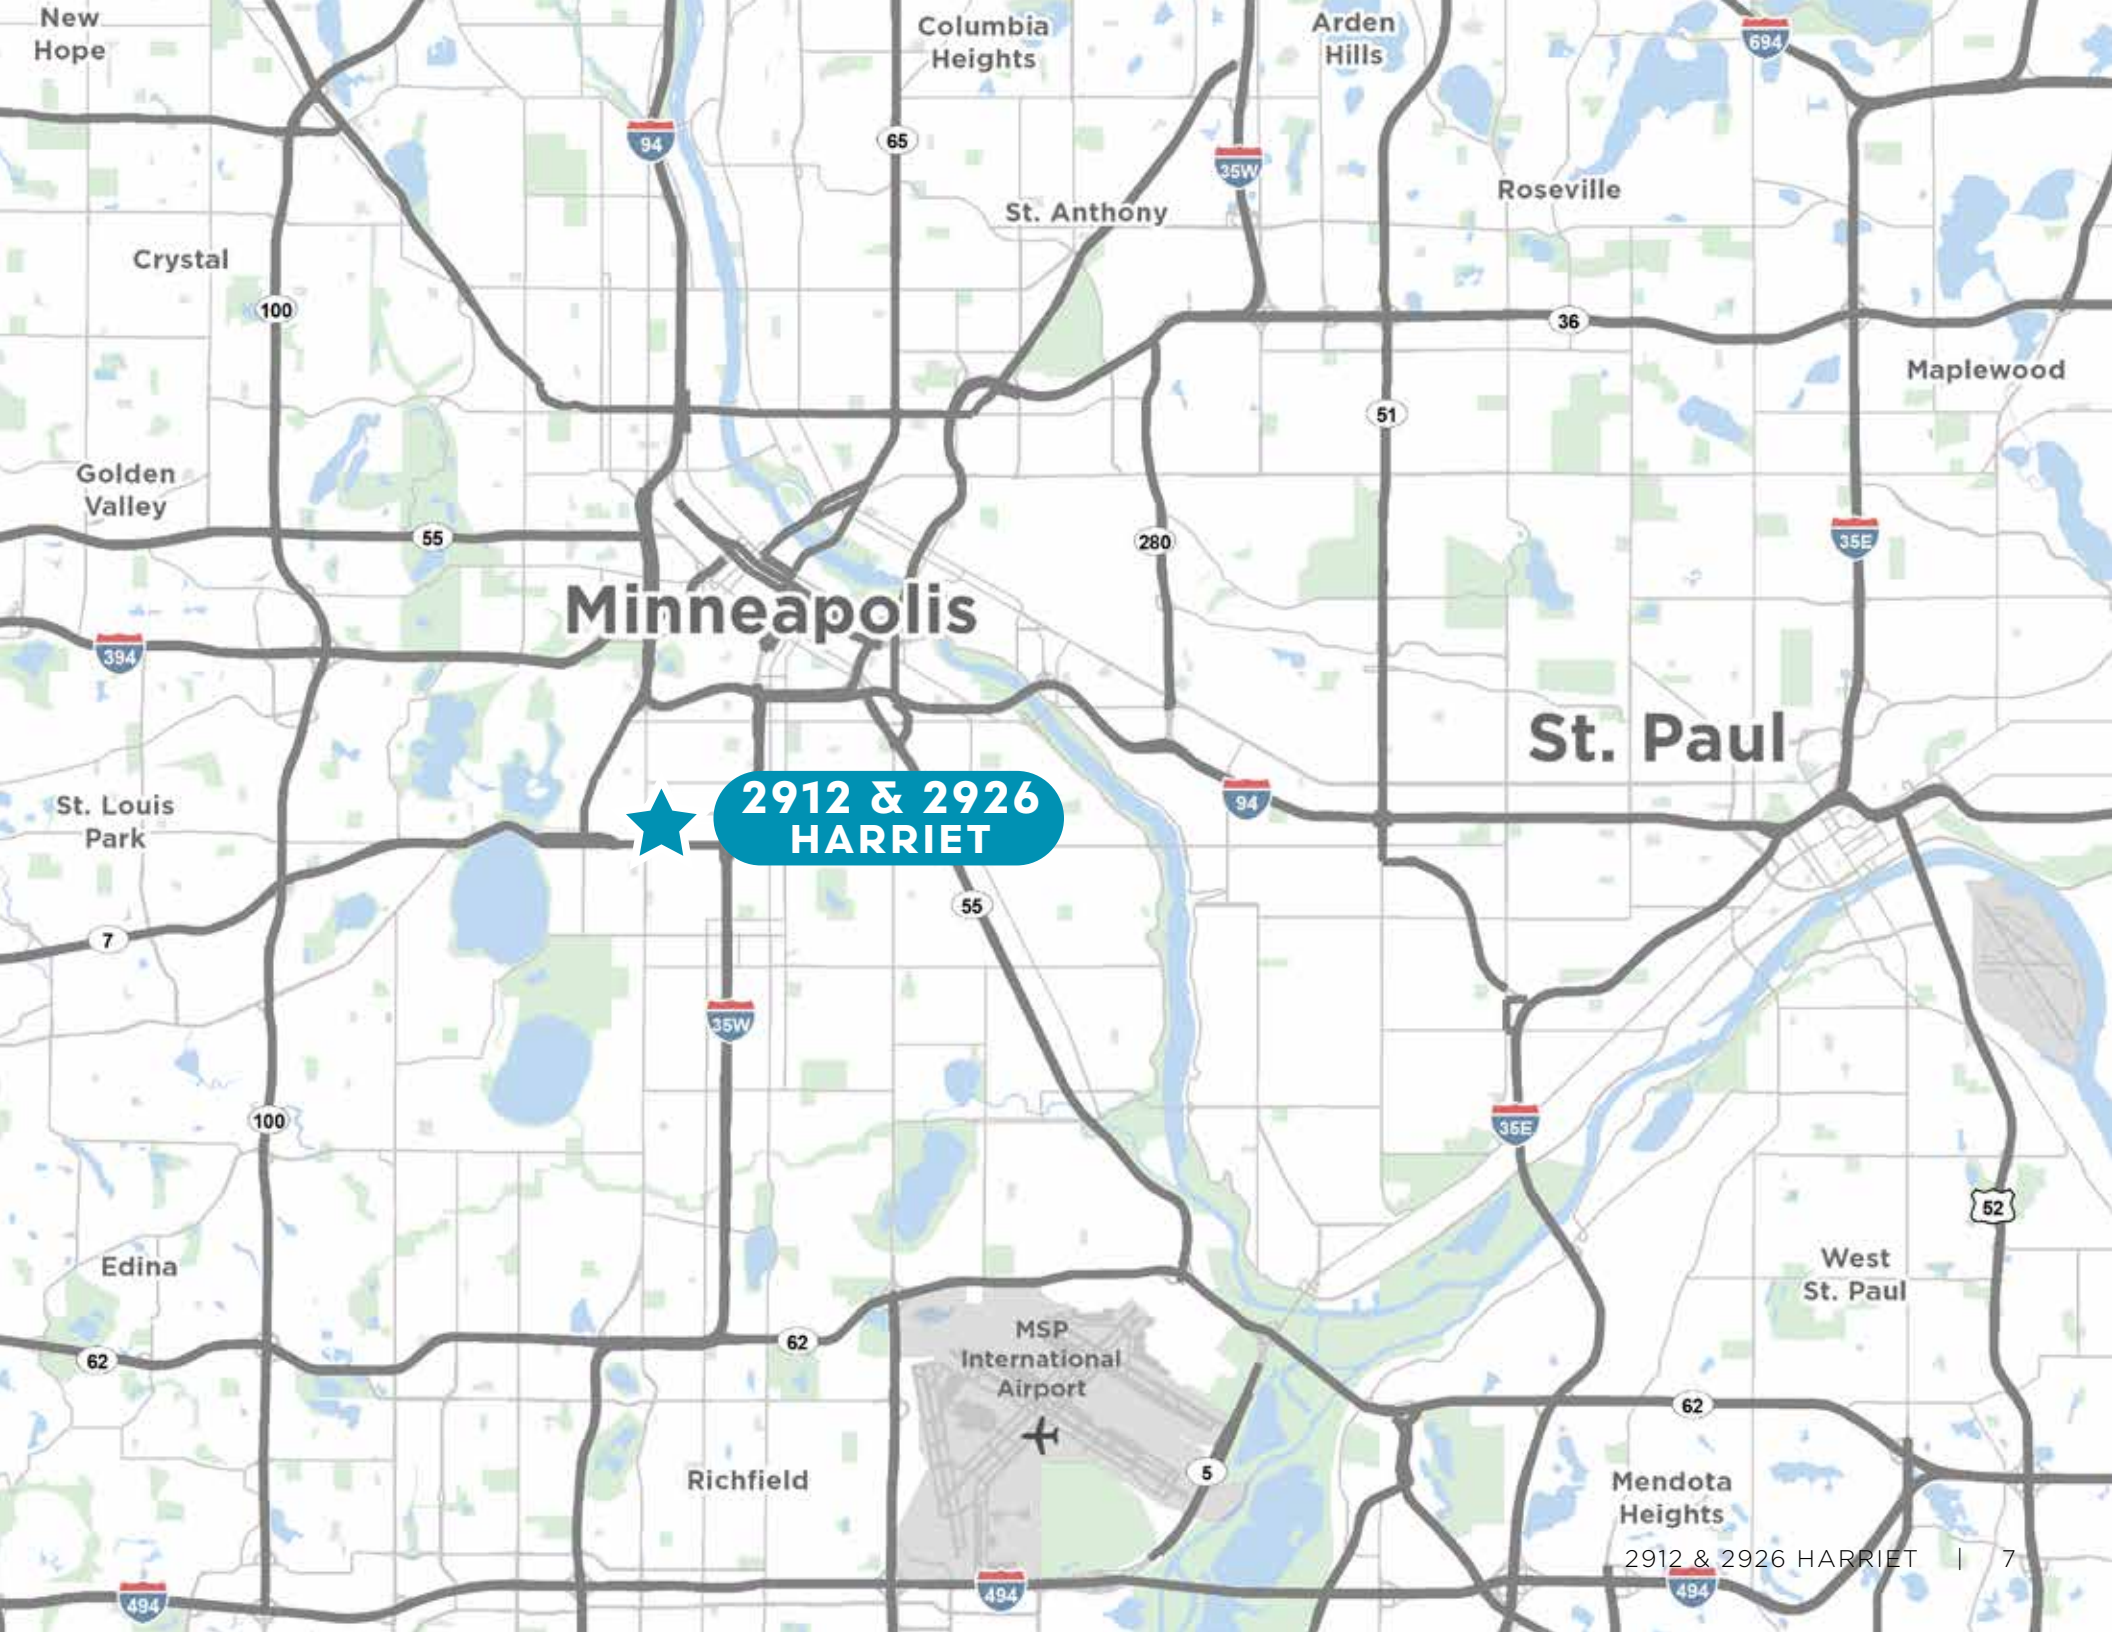 New
Hope
Columbia
Heights
Arden
Hills
694
94
65
35W
Roseville
St. Anthony
Crystal
100
36
Maplewood
51
Golden
Valley
55
280
35E
Minneapolis
394
St. Paul
2912 & 2926
HARRIET
94
St. Louis
Park
55
7
35W
100
35E
52
Edina
West
St. Paul
MSP
International
Airport
62
62
62
5
Richfield
Mendota
Heights
2912 & 2926 HARRIET | 7
494
494
494